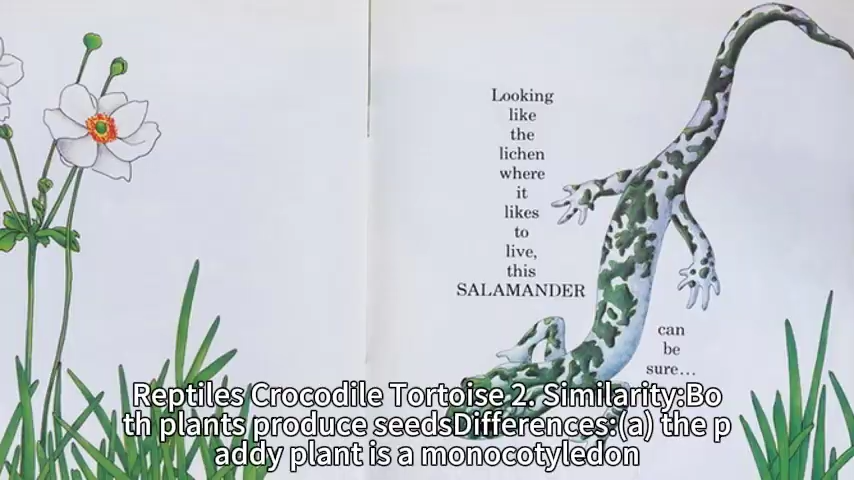 Looking
like
the
lichen
where
it
likes
to
live,
this
SALAMANDER
can
be
sure...
Reptiles Crocodile Tortoise 2. Similarity:Bo
th plants produce seedsDifferences:(a) the p
addy plant is a monocotyledon